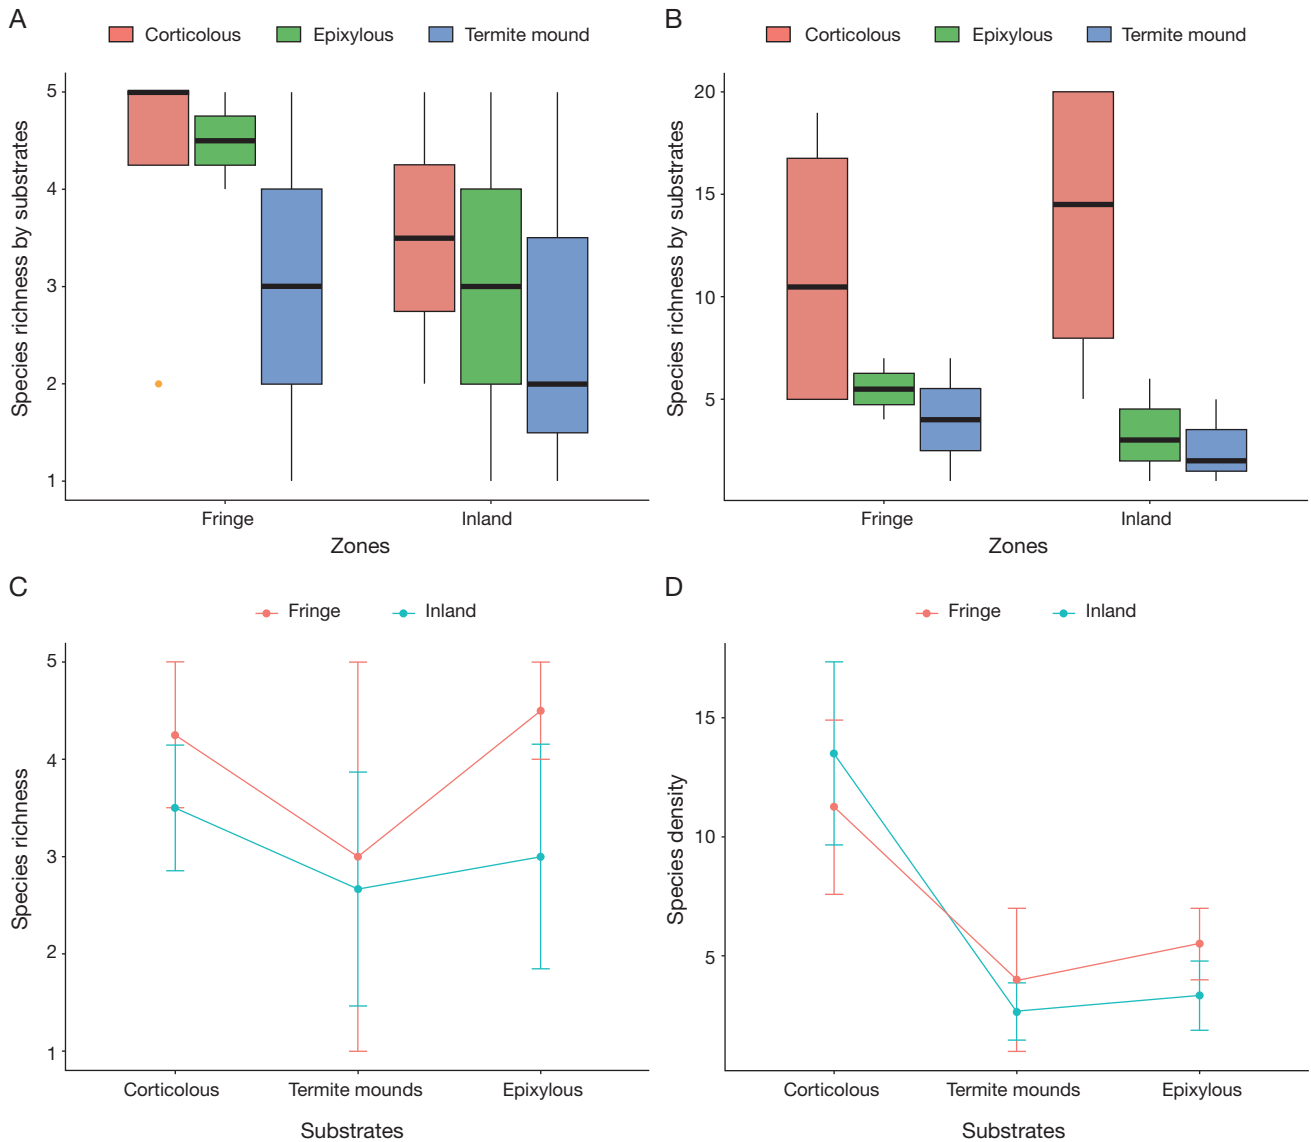 A
Corticolous Epixylous Termite mound
Species richness by substrates
5
4
3
2
1
Fringe Inland
Zones
B
Corticolous Epixylous Termite mound
Species richness by substrates
20
15
10
5
Fringe Inland
Zones
C
Fringe Inland
Species richness
5
4
3
2
1
Corticolous Termite mounds Epixylous
Substrates
D
Fringe Inland
Species density
15
10
5
Corticolous Termite mounds Epixylous
Substrates